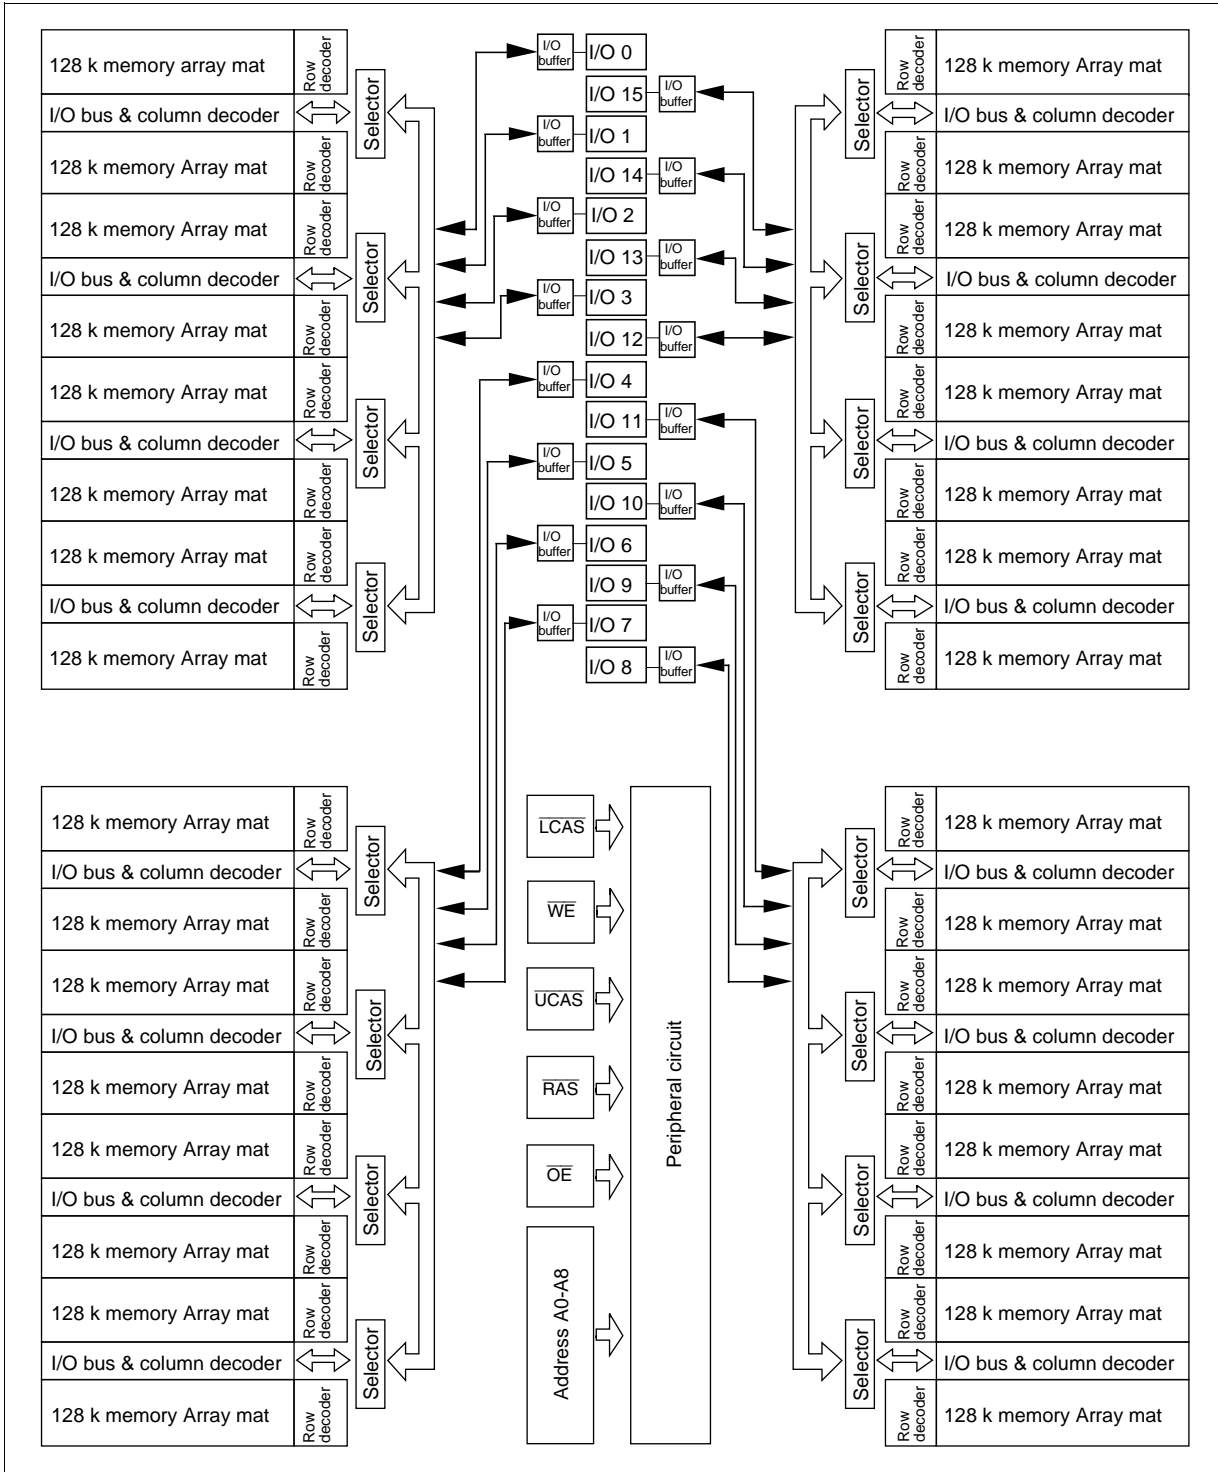 128 k memory array mat
Row decoder
I/O bus & column decoder
Selector
128 k memory Array mat
Row decoder
128 k memory Array mat
Row decoder
I/O bus & column decoder
Selector
128 k memory Array mat
Row decoder
128 k memory Array mat
Row decoder
I/O bus & column decoder
Selector
128 k memory Array mat
Row decoder
128 k memory Array mat
Row decoder
I/O bus & column decoder
Selector
128 k memory Array mat
Row decoder
I/O buffer
I/O 0
I/O 15
I/O buffer
I/O buffer
I/O 1
I/O 14
I/O buffer
I/O buffer
I/O 2
I/O 13
I/O buffer
I/O buffer
I/O 3
I/O 12
I/O buffer
I/O buffer
I/O 4
I/O 11
I/O buffer
I/O buffer
I/O 5
I/O 10
I/O buffer
I/O buffer
I/O 6
I/O 9
I/O buffer
I/O buffer
I/O 7
I/O 8
I/O buffer
Row decoder
128 k memory Array mat
Selector
I/O bus & column decoder
Row decoder
128 k memory Array mat
Row decoder
128 k memory Array mat
Selector
I/O bus & column decoder
Row decoder
128 k memory Array mat
Row decoder
128 k memory Array mat
Selector
I/O bus & column decoder
Row decoder
128 k memory Array mat
Row decoder
128 k memory Array mat
Selector
I/O bus & column decoder
Row decoder
128 k memory Array mat
128 k memory Array mat
Row decoder
I/O bus & column decoder
Selector
128 k memory Array mat
Row decoder
128 k memory Array mat
Row decoder
I/O bus & column decoder
Selector
128 k memory Array mat
Row decoder
128 k memory Array mat
Row decoder
I/O bus & column decoder
Selector
128 k memory Array mat
Row decoder
128 k memory Array mat
Row decoder
I/O bus & column decoder
Selector
128 k memory Array mat
Row decoder
LCAS
WE
UCAS
RAS
OE
Address A0-A8
Peripheral circuit
Row decoder
128 k memory Array mat
Selector
I/O bus & column decoder
Row decoder
128 k memory Array mat
Row decoder
128 k memory Array mat
Selector
I/O bus & column decoder
Row decoder
128 k memory Array mat
Row decoder
128 k memory Array mat
Selector
I/O bus & column decoder
Row decoder
128 k memory Array mat
Row decoder
128 k memory Array mat
Selector
I/O bus & column decoder
Row decoder
128 k memory Array mat